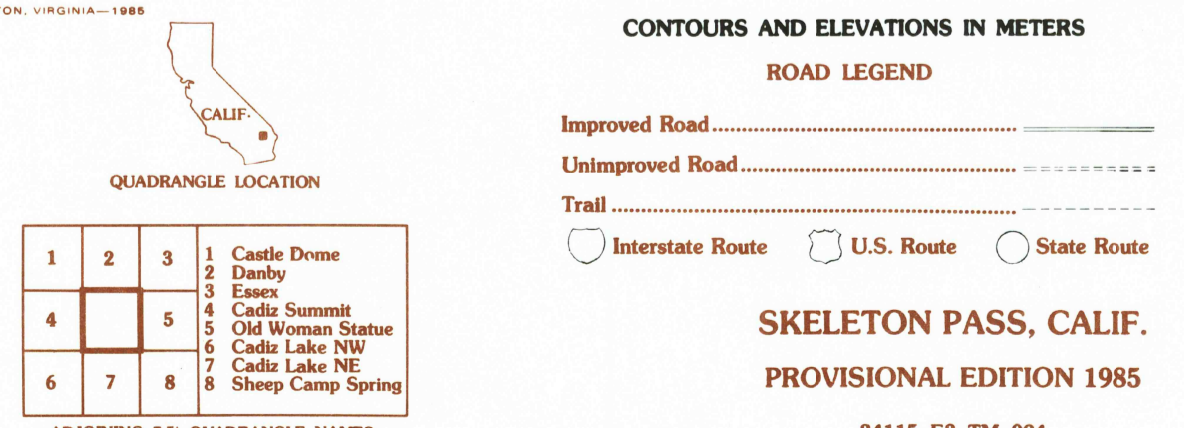 VIRGINIA—1985
CALIF.
QUADRANGLE LOCATION
1 2 3
4 5
6 7 8
1 Castle Dome
2 Danby
3 Essex
4 Cadiz Summit
5 Old Woman Statue
6 Cadiz Lake NW
7 Cadiz Lake NE
8 Sheep Camp Spring
CONTOURS AND ELEVATIONS IN METERS
ROAD LEGEND
Improved Road
Unimproved Road
Trail
Interstate Route U.S. Route State Route
SKELETON PASS, CALIF.
PROVISIONAL EDITION 1985